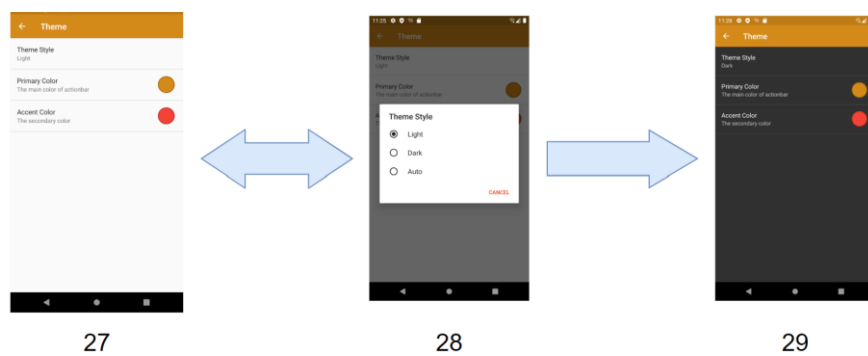 Theme
Theme Style
Light
Primary Color
The main color of actionbar
Accent Color
The secondary color
27
11:25
Theme
Theme Style
Light
Primary Color
The main color of actionbar
Theme Style
Light
Dark
Auto
CANCEL
28
11:25
Theme
Theme Style
Dark
Primary Color
The main color of actionbar
Accent Color
The secondary color
29